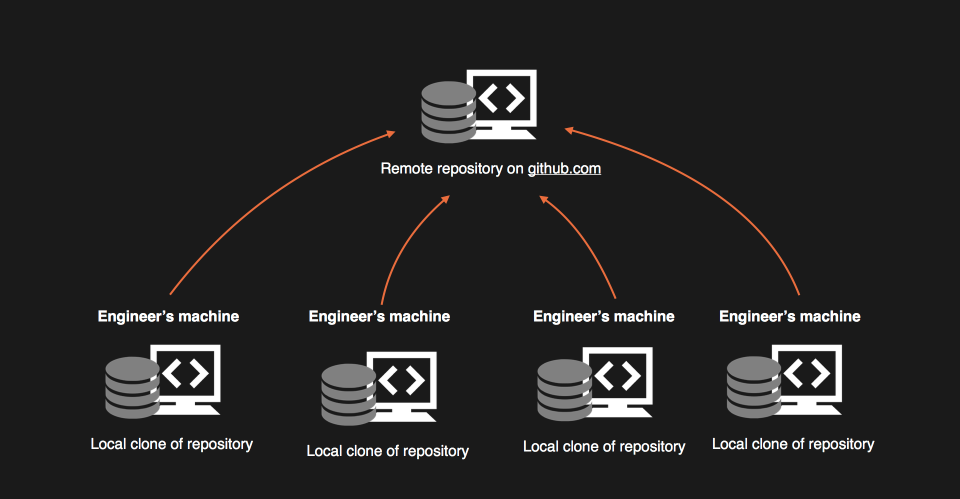 Remote repository on github.com
Engineer’s machine
Engineer’s machine
Engineer’s machine
Engineer’s machine
Local clone of repository
Local clone of repository
Local clone of repository
Local clone of repository